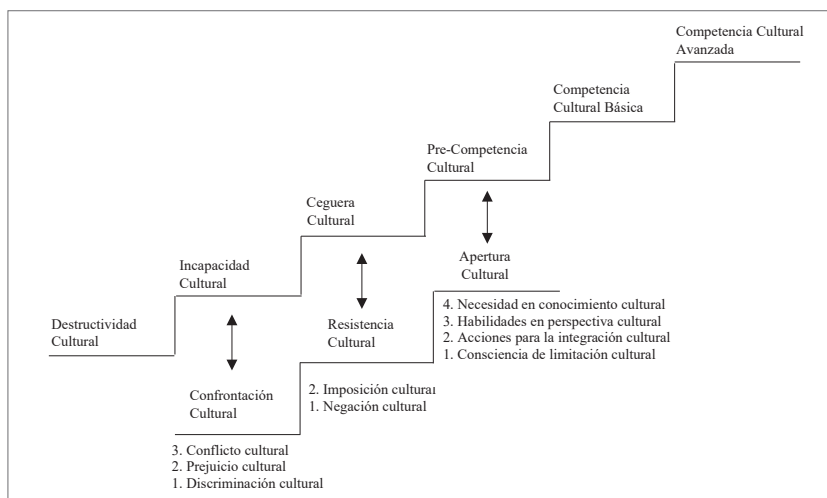 Competencia Cultural
Avanzada
Competencia
Cultural Básica
Pre-Competencia
Cultural
Ceguera
Cultural
Incapacidad
Cultural
Destructividad
Cultural
Apertura
Cultural
4. Necesidad en conocimiento cultural
3. Habilidades en perspectiva cultural
2. Acciones para la integración cultural
1. Consciencia de limitación cultural
Resistencia
Cultural
2. Imposición cultural
1. Negación cultural
Confrontación
Cultural
3. Conflicto cultural
2. Prejuicio cultural
1. Discriminación cultural